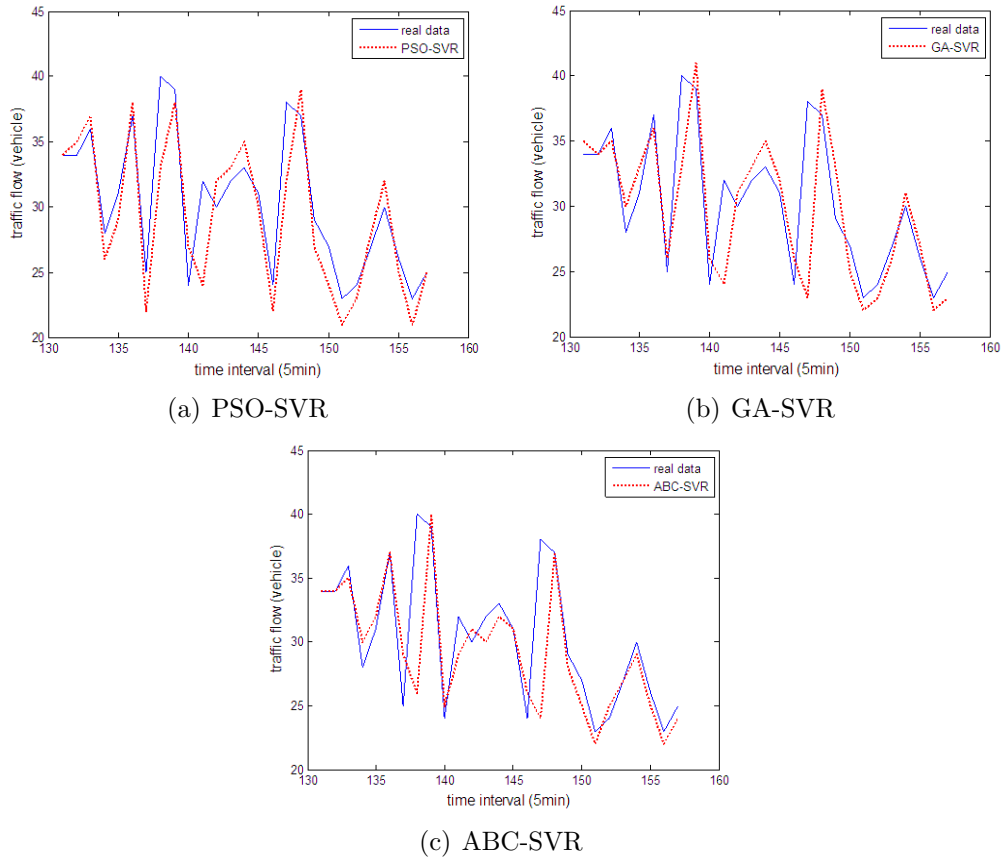 45
40
35
30
25
20
traffic flow (vehicle)
real data
PSO-SVR
130 135 140 145 150 155 160
time interval (5min)
(a) PSO-SVR
45
40
35
30
25
20
traffic flow (vehicle)
real data
GA-SVR
130 135 140 145 150 155 160
time interval (5min)
(b) GA-SVR
45
40
35
30
25
20
traffic flow (vehicle)
real data
ABC-SVR
130 135 140 145 150 155 160
time interval (5min)
(c) ABC-SVR